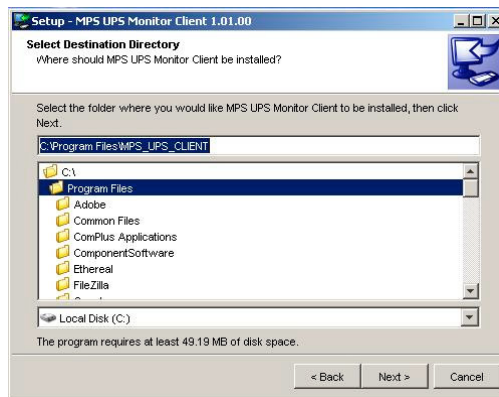 Setup - MPS UPS Monitor Client 1.01.00
Select Destination Directory
Where should MPS UPS Monitor Client be installed?
Select the folder where you would like MPS UPS Monitor Client to be installed, then click
Next.
C:\Program Files\MPS_UPS_CLIENT
C:\
Program Files
Adobe
Common Files
ComPlus Applications
ComponentSoftware
Ethereal
FileZilla
Local Disk (C:)
The program requires at least 49.19 MB of disk space.
< Back
Next >
Cancel